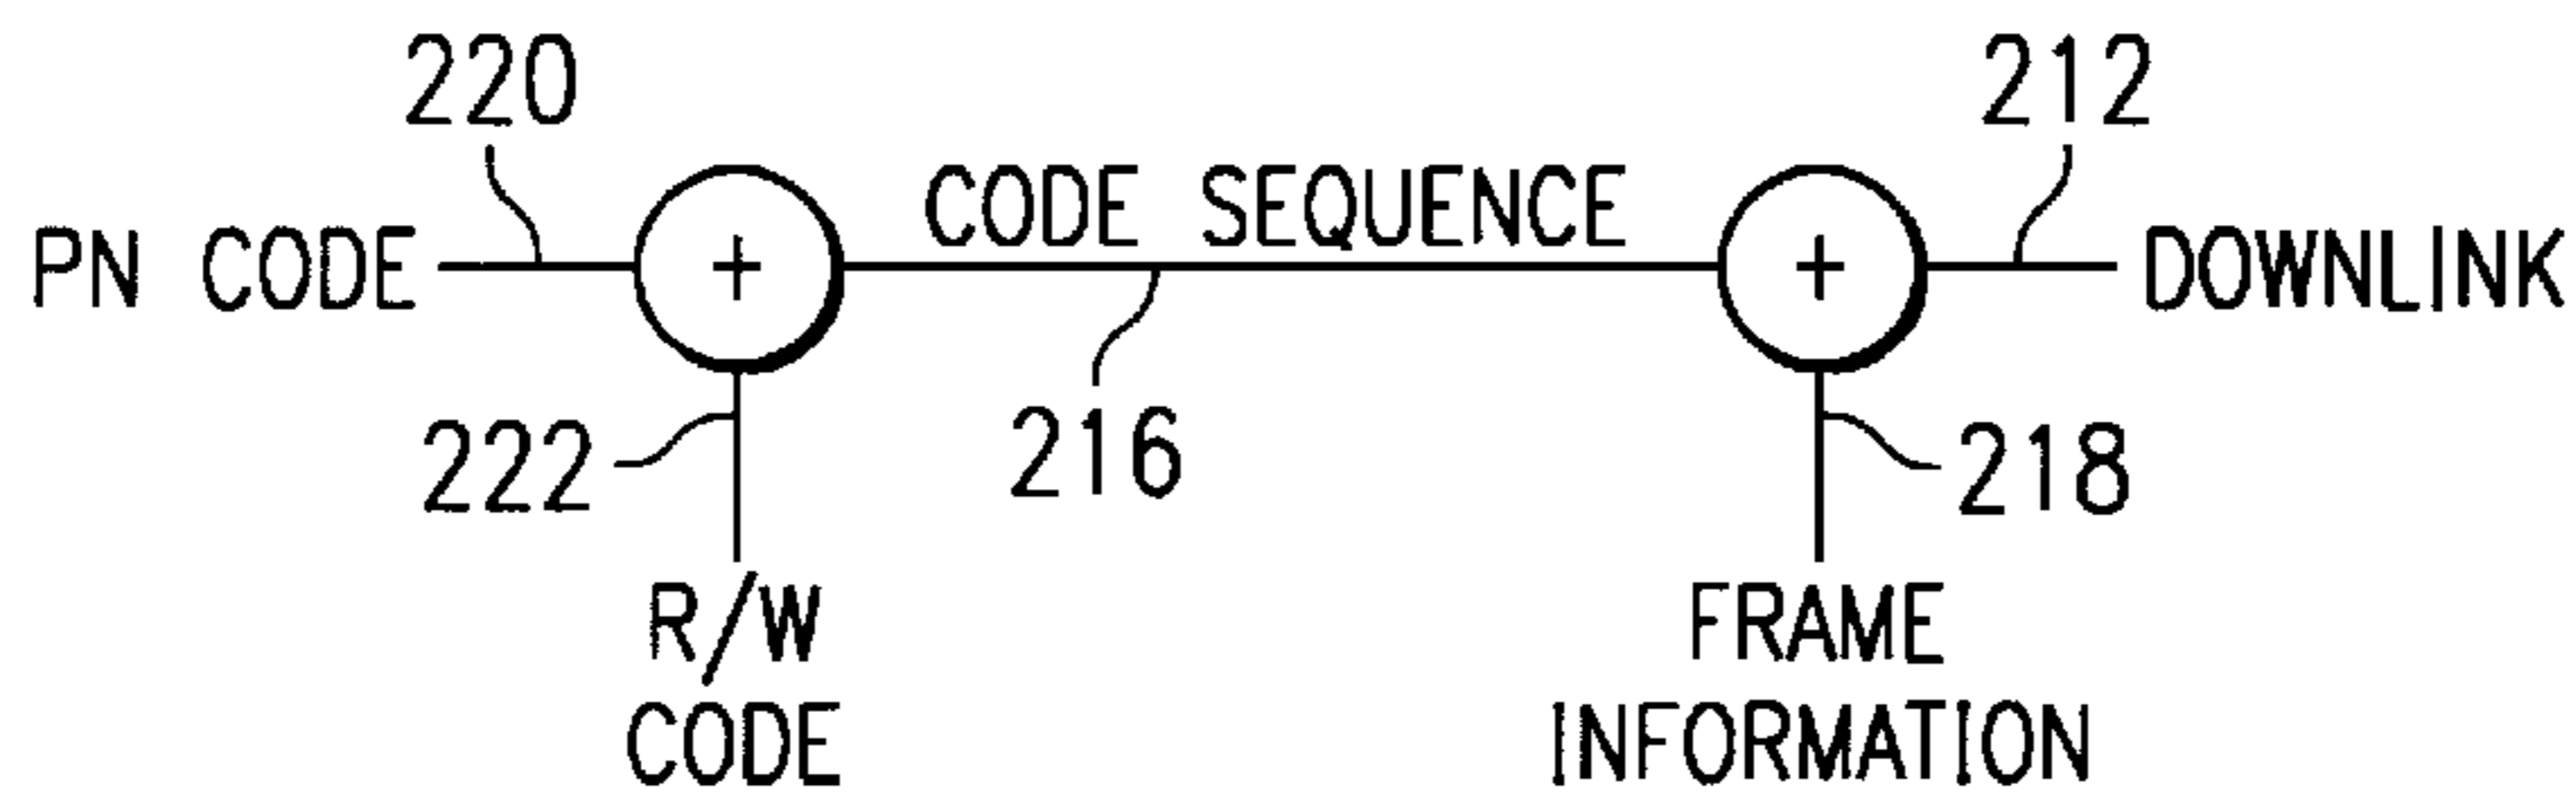 220
212
PN CODE
+
CODE SEQUENCE
+
DOWNLINK
222
216
218
R/W
CODE
FRAME
INFORMATION